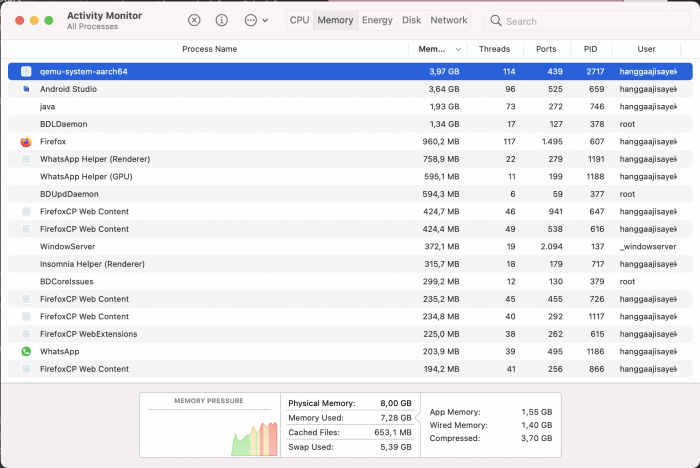 Activity Monitor
All Processes
CPU Memory Energy Disk Network
Search
Process Name Mem... Threads Ports PID User
qemu-system-aarch64 3,97 GB 114 439 2717 hanggaajisayek
Android Studio 3,64 GB 96 525 659 hanggaajisayek
java 1,93 GB 73 272 746 hanggaajisayek
BDLDaemon 1,34 GB 17 127 378 root
Firefox 960,2 MB 117 1.495 607 hanggaajisayek
WhatsApp Helper (Renderer) 758,9 MB 22 279 1191 hanggaajisayek
WhatsApp Helper (GPU) 595,1 MB 11 199 1188 hanggaajisayek
BDUpdDaemon 594,3 MB 6 59 377 root
FirefoxCP Web Content 424,7 MB 46 941 647 hanggaajisayek
FirefoxCP Web Content 424,4 MB 49 538 616 hanggaajisayek
WindowServer 372,1 MB 19 2.094 137 _windowserver
Insomnia Helper (Renderer) 315,7 MB 18 179 717 hanggaajisayek
BDCoreIssues 299,2 MB 12 130 379 root
FirefoxCP Web Content 235,2 MB 45 455 726 hanggaajisayek
FirefoxCP Web Content 234,8 MB 40 292 1117 hanggaajisayek
FirefoxCP WebExtensions 225,0 MB 38 262 615 hanggaajisayek
WhatsApp 203,9 MB 39 495 1186 hanggaajisayek
FirefoxCP Web Content 194,2 MB 41 256 866 hanggaajisayek
MEMORY PRESSURE
Physical Memory: 8,00 GB
Memory Used: 7,28 GB
Cached Files: 653,1 MB
Swap Used: 5,39 GB
App Memory: 1,55 GB
Wired Memory: 1,40 GB
Compressed: 3,70 GB